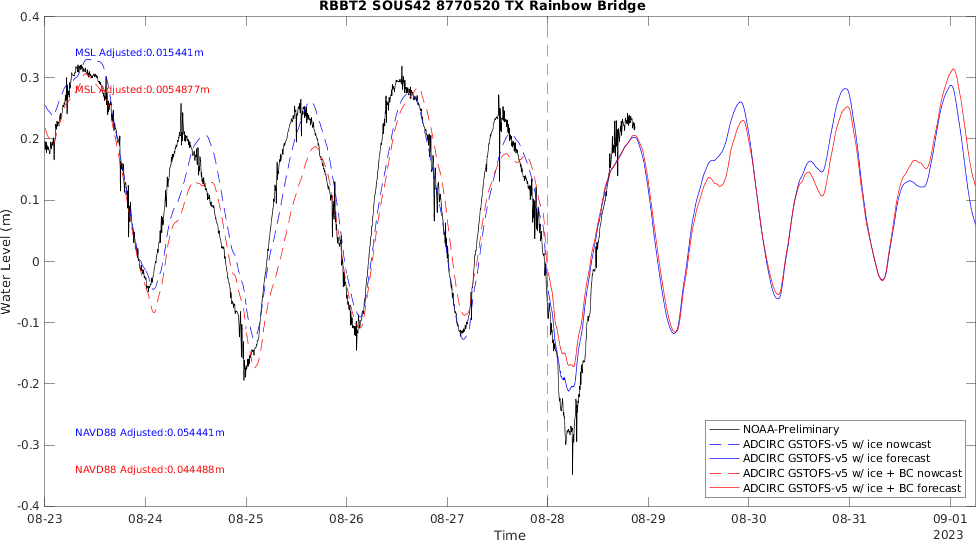 RBBT2 SOUS42 8770520 TX Rainbow Bridge
0.4
0.3
0.2
0.1
0
-0.1
-0.2
-0.3
-0.4
Water Level (m)
MSL Adjusted:0.015441m
MSL Adjusted:0.0054877m
NAVD88 Adjusted:0.054441m
NAVD88 Adjusted:0.044488m
NOAA-Preliminary
ADCIRC GSTOFS-v5 w/ ice nowcast
ADCIRC GSTOFS-v5 w/ ice forecast
ADCIRC GSTOFS-v5 w/ ice + BC nowcast
ADCIRC GSTOFS-v5 w/ ice + BC forecast
08-23 08-24 08-25 08-26 08-27 08-28 08-29 08-30 08-31 09-01
Time
2023